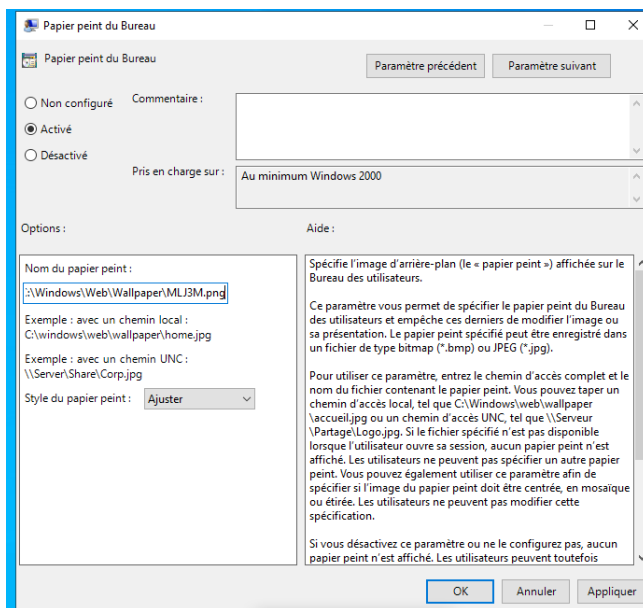 Papier peint du Bureau
Papier peint du Bureau
Paramètre précédent
Paramètre suivant
Non configuré
Commentaire :
Activé
Désactivé
Pris en charge sur :
Au minimum Windows 2000
Options :
Aide :
Nom du papier peint :
:\Windows\Web\Wallpaper\MLJ3M.png
Exemple : avec un chemin local :
C:\windows\web\wallpaper\home.jpg
Exemple : avec un chemin UNC :
\\Server\Share\Corp.jpg
Style du papier peint :
Ajuster
Spécifie l'image d'arrière-plan (le « papier peint ») affichée sur le
Bureau des utilisateurs.
Ce paramètre vous permet de spécifier le papier peint du Bureau
des utilisateurs et empêche ces derniers de modifier l'image ou
sa présentation. Le papier peint spécifié peut être enregistré dans
un fichier de type bitmap (*.bmp) ou JPEG (*.jpg).
Pour utiliser ce paramètre, entrez le chemin d'accès complet et le
nom du fichier contenant le papier peint. Vous pouvez taper un
chemin d'accès local, tel que C:\Windows\web\wallpaper
\accueil.jpg ou un chemin d'accès UNC, tel que \\Serveur
\Partage\Logo.jpg. Si le fichier spécifié n'est pas disponible
lorsque l'utilisateur ouvre sa session, aucun papier peint n'est
affiché. Les utilisateurs ne peuvent pas spécifier un autre papier
peint. Vous pouvez également utiliser ce paramètre afin de
spécifier si l'image du papier peint doit être centrée, en mosaïque
ou étirée. Les utilisateurs ne peuvent pas modifier cette
spécification.
Si vous désactivez ce paramètre ou ne le configurez pas, aucun
papier peint n'est affiché. Les utilisateurs peuvent toutefois
OK
Annuler
Appliquer